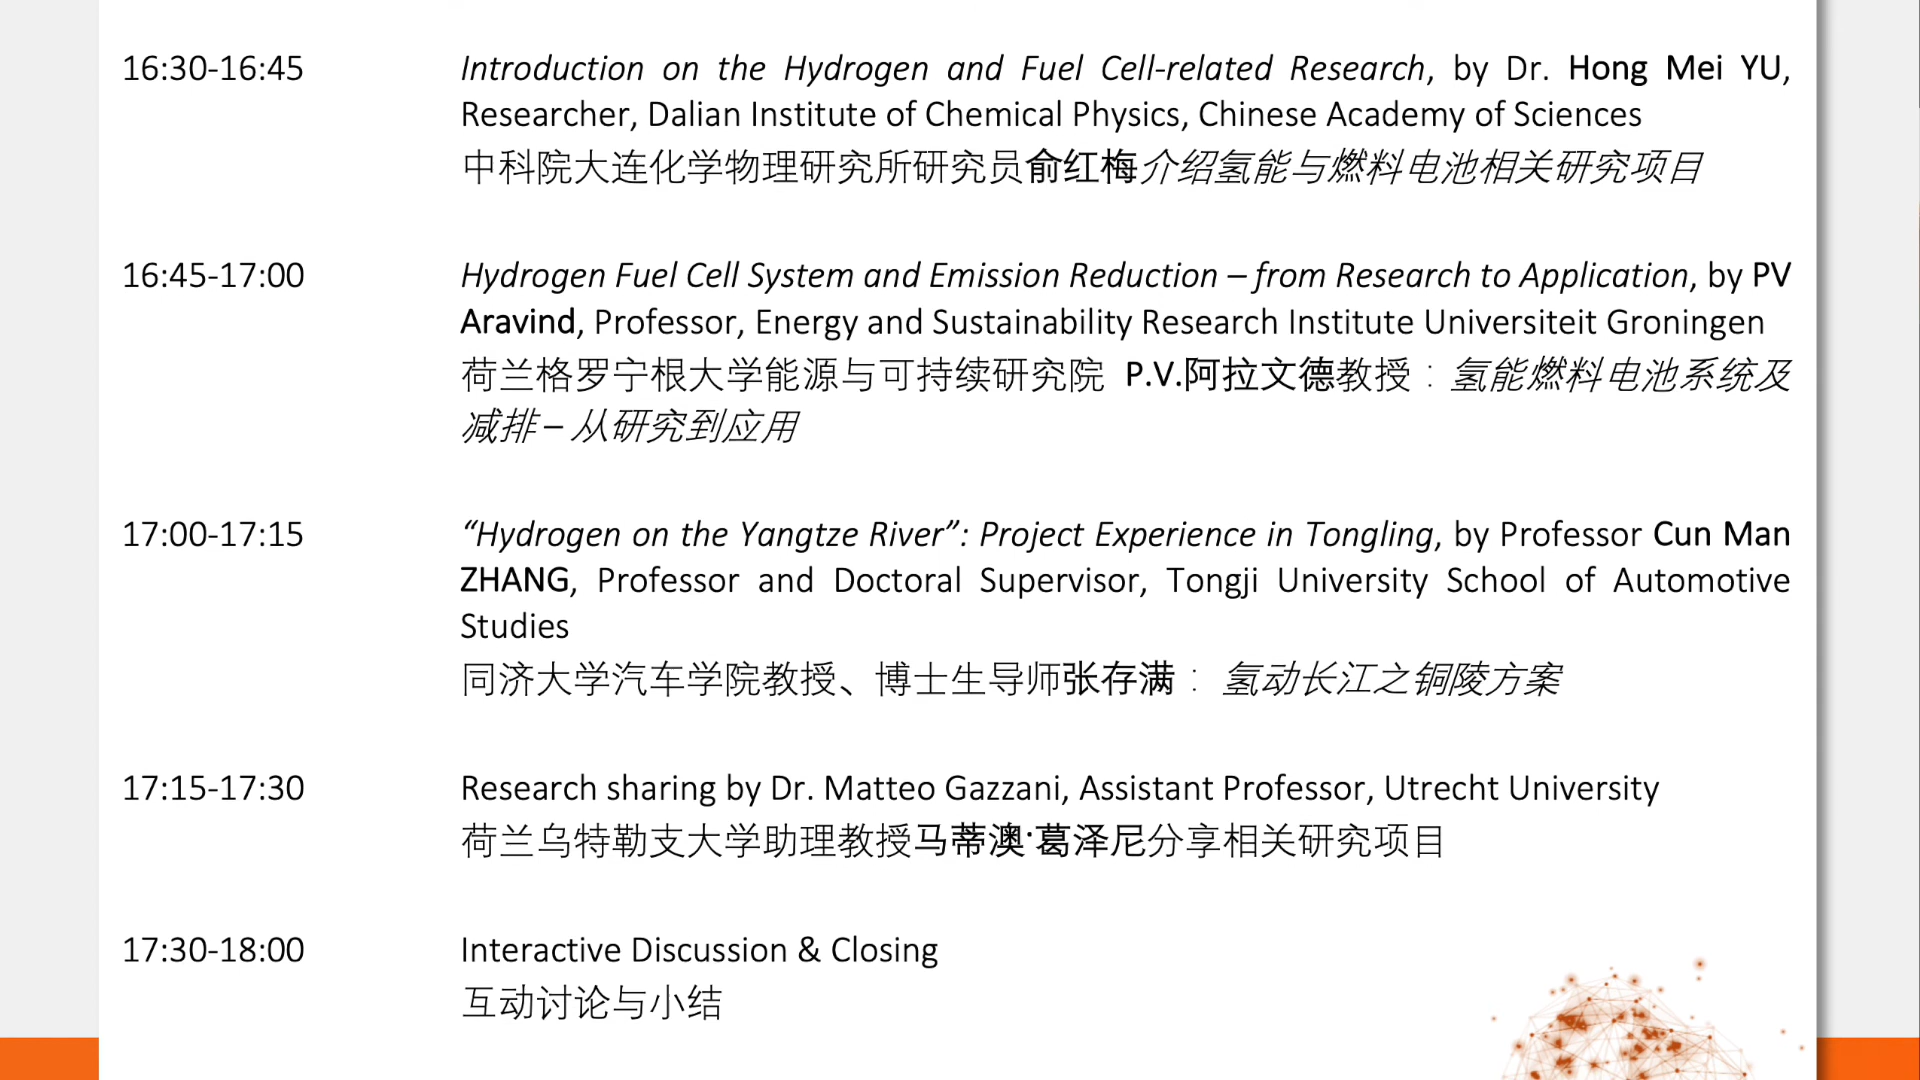 16:30-16:45
Introduction on the Hydrogen and Fuel Cell-related Research, by Dr. Hong Mei YU,
Researcher, Dalian Institute of Chemical Physics, Chinese Academy of Sciences
中科院大连化学物理研究所研究员俞红梅介绍氢能与燃料电池相关研究项目
16:45-17:00
Hydrogen Fuel Cell System and Emission Reduction – from Research to Application, by PV
Aravind, Professor, Energy and Sustainability Research Institute Universiteit Groningen
荷兰格罗宁根大学能源与可持续研究院 P.V.阿拉文德教授：氢能燃料电池系统及
减排 – 从研究到应用
17:00-17:15
“Hydrogen on the Yangtze River”: Project Experience in Tongling, by Professor Cun Man
ZHANG, Professor and Doctoral Supervisor, Tongji University School of Automotive
Studies
同济大学汽车学院教授、博士生导师张存满： 氢动长江之铜陵方案
17:15-17:30
Research sharing by Dr. Matteo Gazzani, Assistant Professor, Utrecht University
荷兰乌特勒支大学助理教授马蒂澳·葛泽尼分享相关研究项目
17:30-18:00
Interactive Discussion & Closing
互动讨论与小结